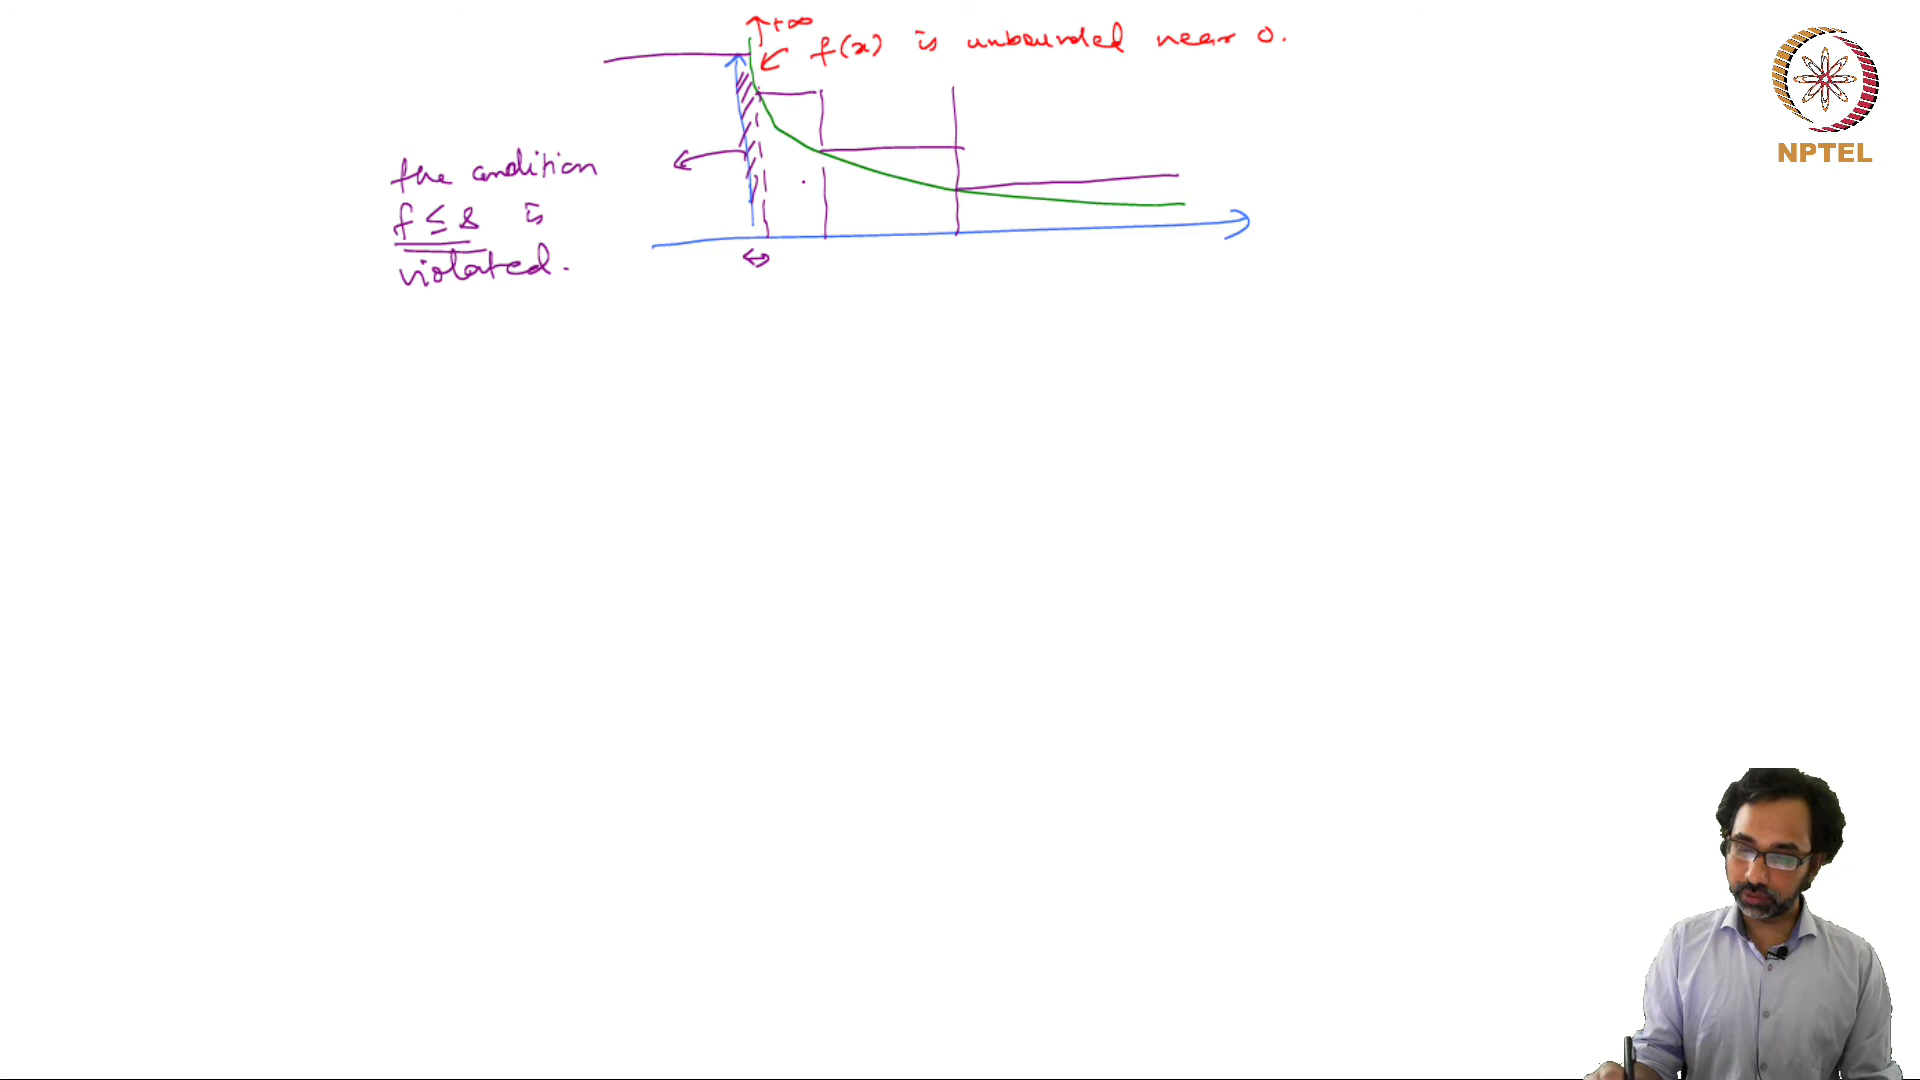 +∞
f(x) is unbounded near 0.
the condition
f ≤ s is
violated.
NPTEL